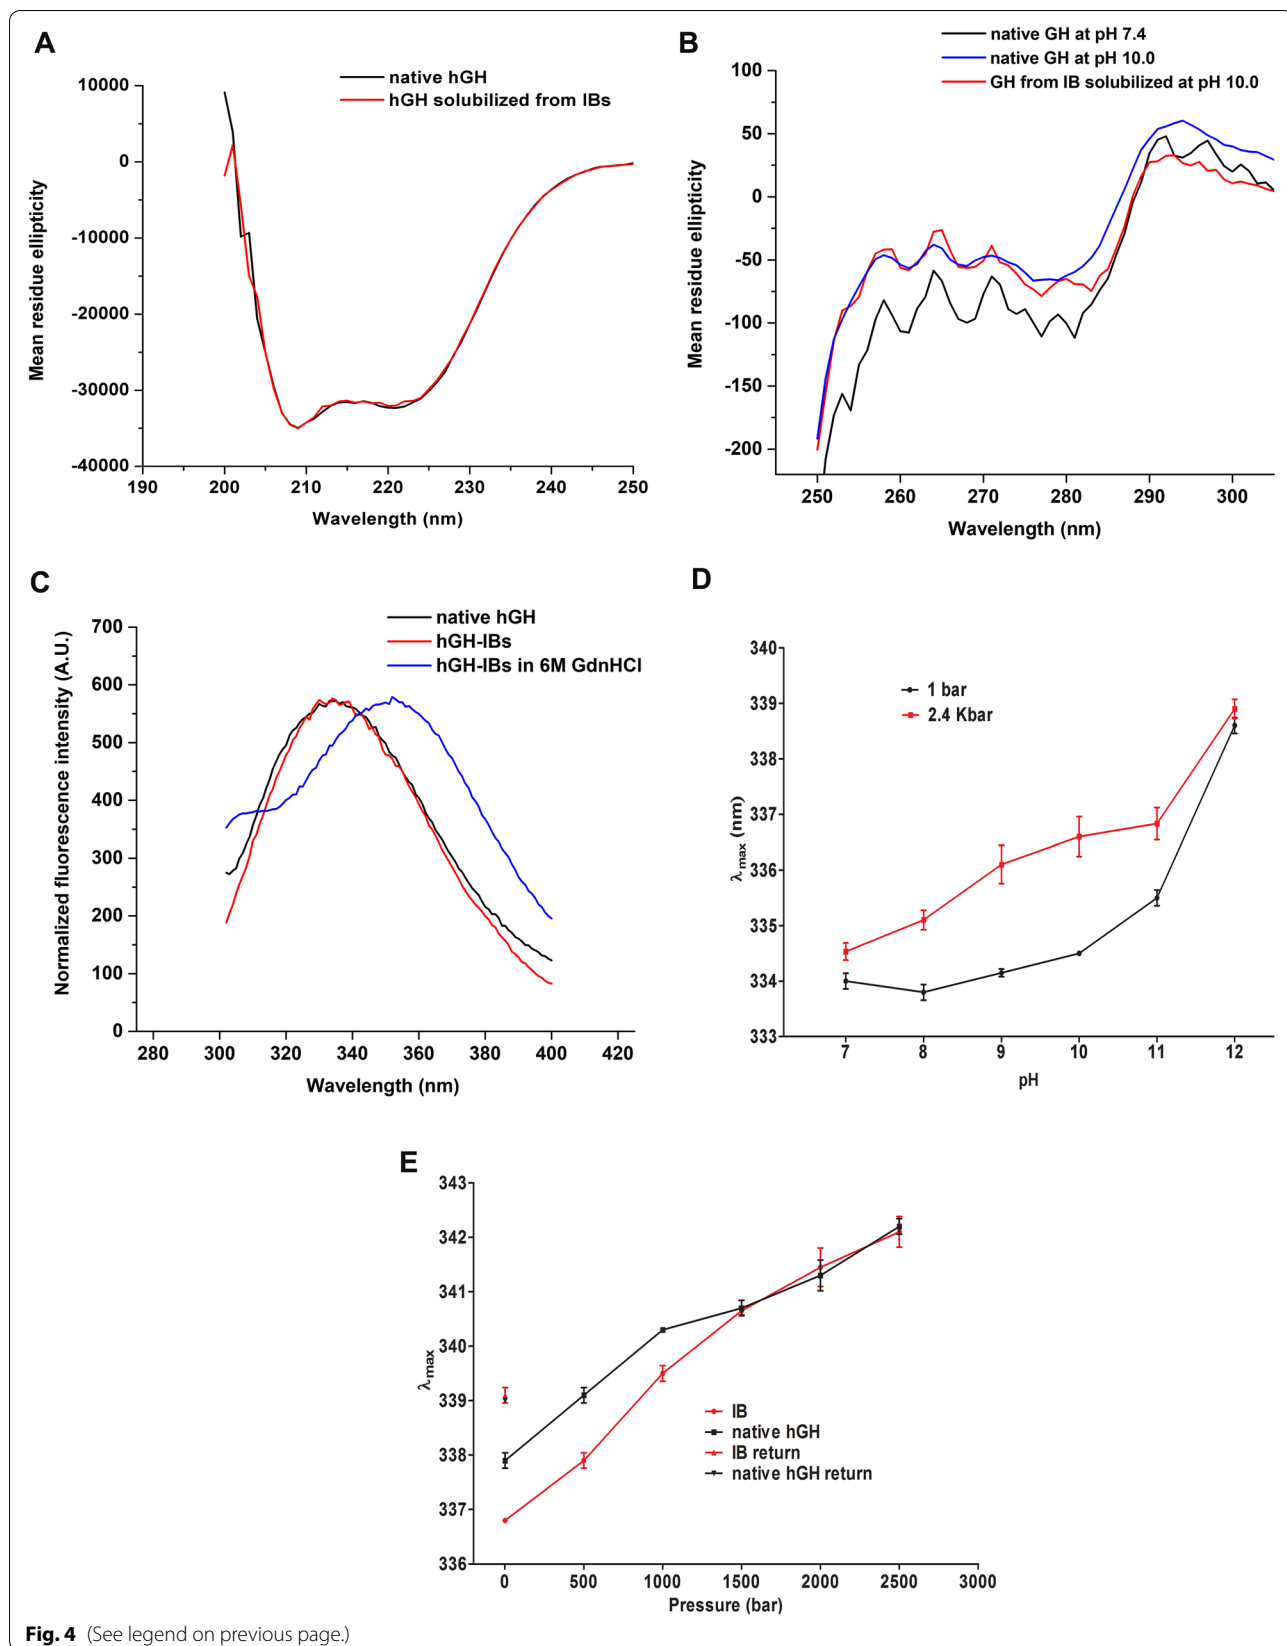 A
native hGH
hGH solubilized from IBs
10000
0
-10000
-20000
-30000
-40000
190 200 210 220 230 240 250
Mean residue ellipticity
Wavelength (nm)
B
native GH at pH 7.4
native GH at pH 10.0
GH from IB solubilized at pH 10.0
100
50
0
-50
-100
-150
-200
250 260 270 280 290 300
Mean residue ellipticity
Wavelength (nm)
C
native hGH
hGH-IBs
hGH-IBs in 6M GdnHCl
700
600
500
400
300
200
100
0
280 300 320 340 360 380 400 420
Normalized fluorescence intensity (A.U.)
Wavelength (nm)
D
1 bar
2.4 Kbar
340
339
338
337
336
335
334
333
7 8 9 10 11 12
λmax (nm)
pH
E
343
342
341
340
339
338
337
336
λmax
IB
native hGH
IB return
native hGH return
0 500 1000 1500 2000 2500 3000
Pressure (bar)
Fig. 4 (See legend on previous page.)